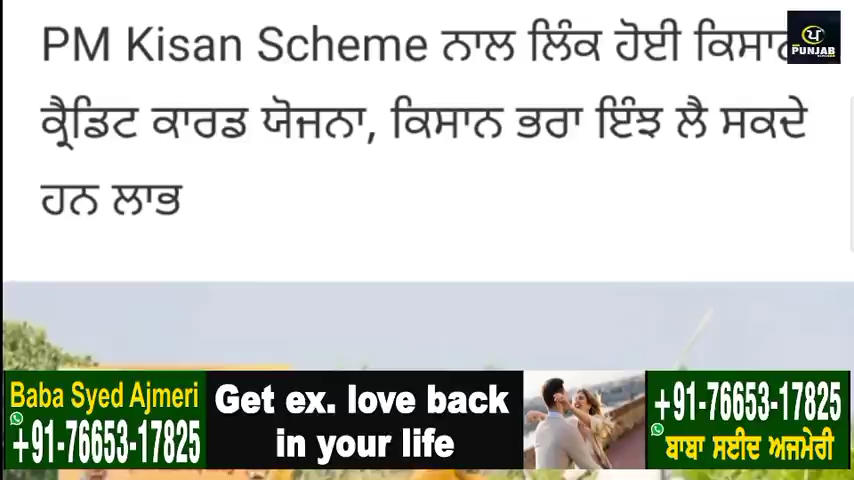 PM Kisan Scheme ਨਾਲ ਲਿੰਕ ਹੋਈ ਕਿਸਾਨ
ਪ
PUNJAB
ਕ੍ਰੈਡਿਟ ਕਾਰਡ ਯੋਜਨਾ, ਕਿਸਾਨ ਭਰਾ ਇੰਝ ਲੈ ਸਕਦੇ
ਹਨ ਲਾਭ
Baba Syed Ajmeri
+91-76653-17825
Get ex. love back
in your life
+91-76653-17825
ਬਾਬਾ ਸਈਦ ਅਜਮੇਰੀ